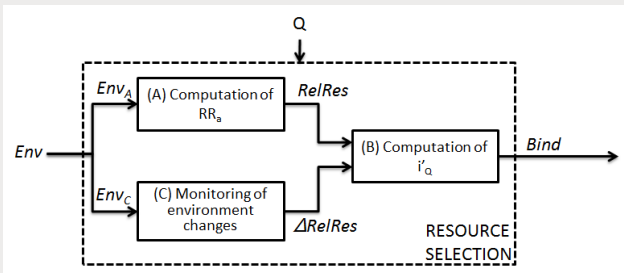 Q
Env_A
(A) Computation of
RR_a
RelRes
Env
(B) Computation of
i'_Q
Bind
Env_C
(C) Monitoring of
environment
changes
ΔRelRes
RESOURCE
SELECTION